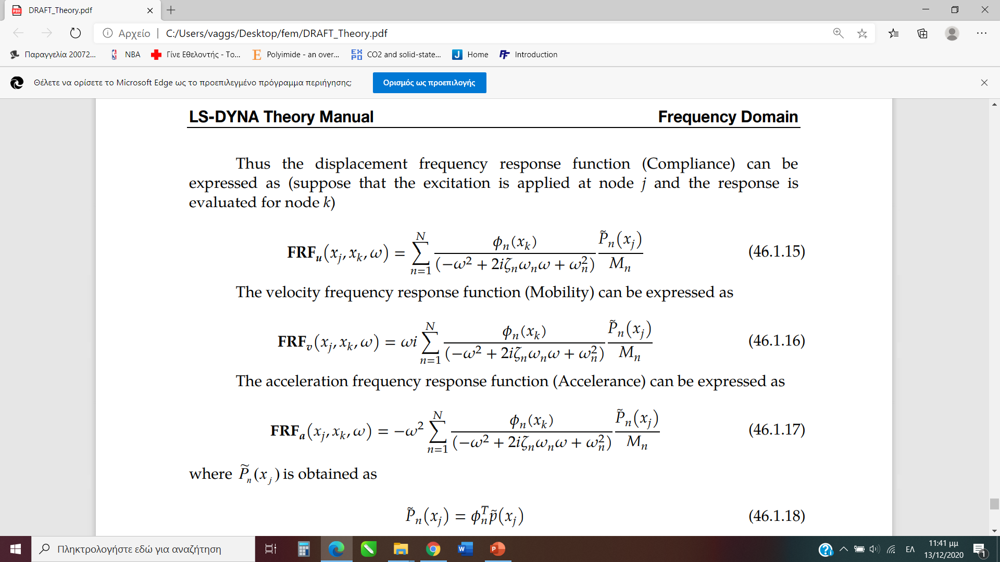 DRAFT_Theory.pdf
Αρχείο | C:/Users/vaggs/Desktop/fem/DRAFT_Theory.pdf
Παραγγελία 20072... NBA Γίνε Εθελοντής - Το... Polyimide - an over... CO2 and solid-state... Home Introduction
Θέλετε να ορίσετε το Microsoft Edge ως το προεπιλεγμένο πρόγραμμα περιήγησης; Ορισμός ως προεπιλογής
LS-DYNA Theory Manual Frequency Domain
Thus the displacement frequency response function (Compliance) can be
expressed as (suppose that the excitation is applied at node j and the response is
evaluated for node k)
FRF_u(x_j, x_k, ω) = ∑_{n=1}^{N} ϕ_n(x_k)/(−ω² + 2iζ_nω_nω + ω_n²) P̃_n(x_j)/M_n (46.1.15)
The velocity frequency response function (Mobility) can be expressed as
FRF_v(x_j, x_k, ω) = ωi ∑_{n=1}^{N} ϕ_n(x_k)/(−ω² + 2iζ_nω_nω + ω_n²) P̃_n(x_j)/M_n (46.1.16)
The acceleration frequency response function (Accelerance) can be expressed as
FRF_a(x_j, x_k, ω) = −ω² ∑_{n=1}^{N} ϕ_n(x_k)/(−ω² + 2iζ_nω_nω + ω_n²) P̃_n(x_j)/M_n (46.1.17)
where P̃_n(x_j) is obtained as
P̃_n(x_j) = ϕ_n^T p̃(x_j) (46.1.18)
Πληκτρολογήστε εδώ για αναζήτηση
ΕΛ
11:41 μμ
13/12/2020
1